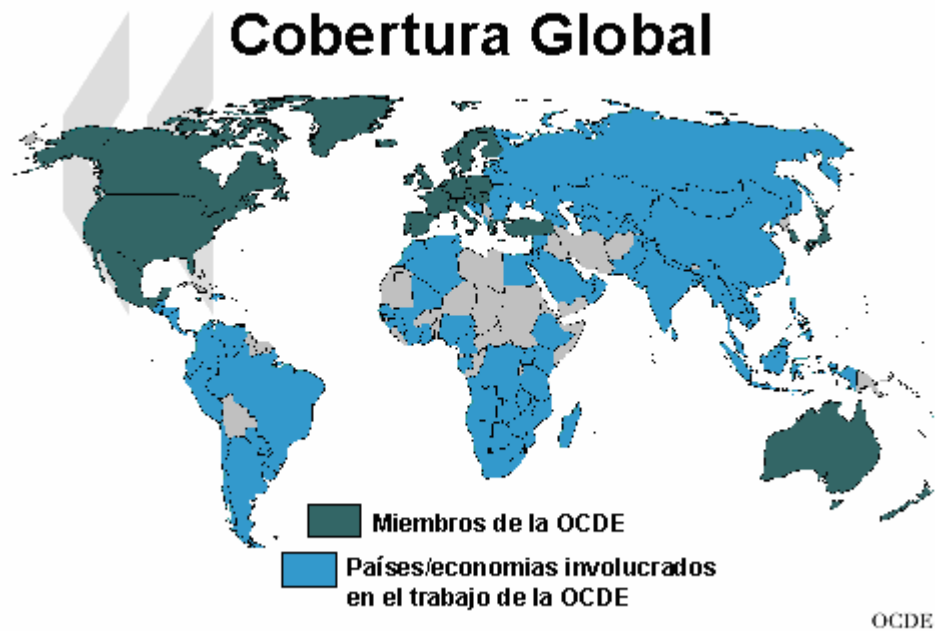 Cobertura Global
Miembros de la OCDE
Países/economias involucrados
en el trabajo de la OCDE
OCDE